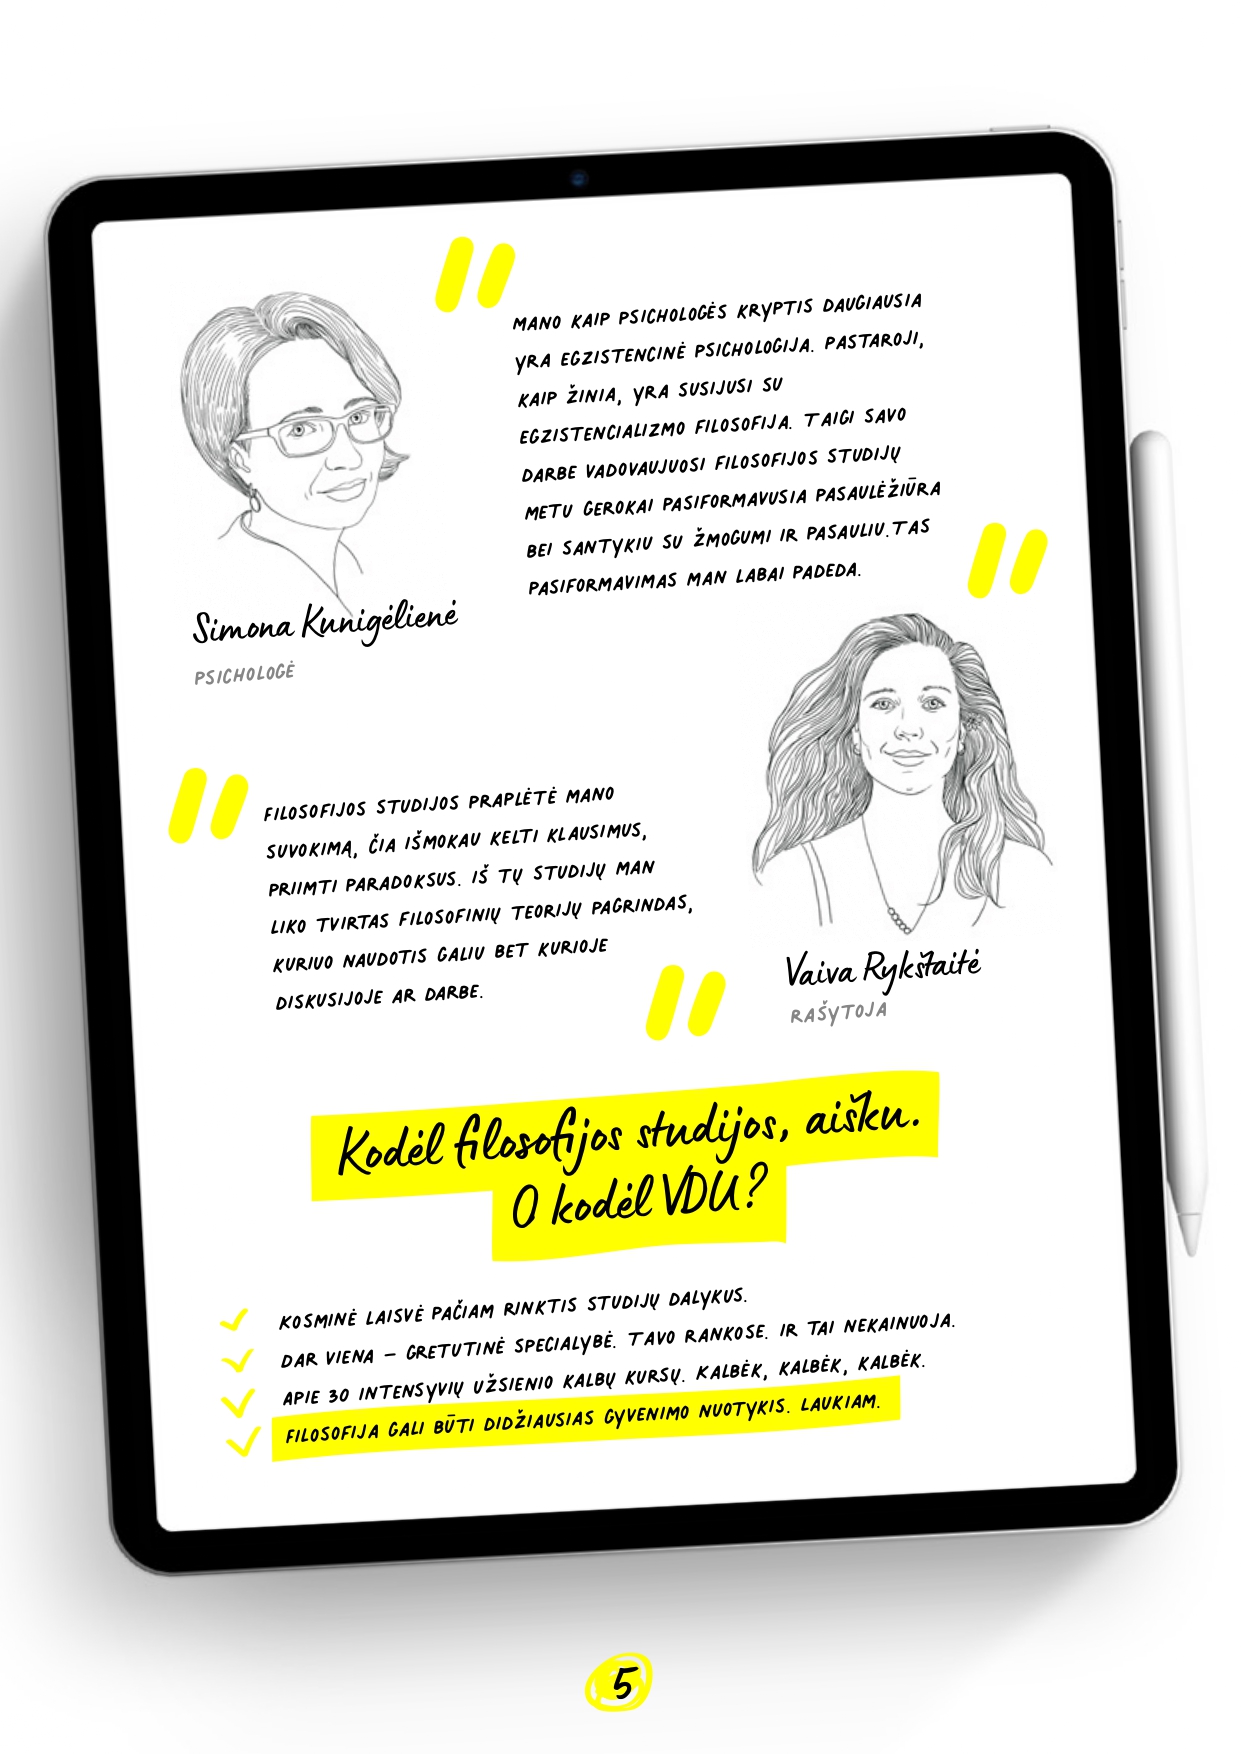 MANO KAIP PSICHOLOGĖS KRYPTIS DAUGIAUSIA
YRA EGZISTENCINĖ PSICHOLOGIJA. PASTAROJI,
KAIP ŽINIA, YRA SUSIJUSI SU
EGZISTENCIALIZMO FILOSOFIJA. TAIGI SAVO
DARBE VADOVAUJUOSI FILOSOFIJOS STUDIJŲ
METU GEROKAI PASIFORMAVUSIA PASAULĖŽIŪRA
BEI SANTYKIU SU ŽMOGUMI IR PASAULIU.TAS
PASIFORMAVIMAS MAN LABAI PADEDA.
Simona Kunigėlienė
PSICHOLOGĖ
FILOSOFIJOS STUDIJOS PRAPLĖTĖ MANO
SUVOKIMĄ, ČIA IŠMOKAU KELTI KLAUSIMUS,
PRIIMTI PARADOKSUS. IŠ TŲ STUDIJŲ MAN
LIKO TVIRTAS FILOSOFINIŲ TEORIJŲ PAGRINDAS,
KURIUO NAUDOTIS GALIU BET KURIOJE
DISKUSIJOJE AR DARBE.
Vaiva Rykštaitė
RAŠYTOJA
Kodėl filosofijos studijos, aišku.
O kodėl VDU?
KOSMINĖ LAISVĖ PAČIAM RINKTIS STUDIJŲ DALYKUS.
DAR VIENA – GRETUTINĖ SPECIALYBĖ. TAVO RANKOSE. IR TAI NEKAINUOJA.
APIE 30 INTENSYVIŲ UŽSIENIO KALBŲ KURSŲ. KALBĖK, KALBĖK, KALBĖK.
FILOSOFIJA GALI BŪTI DIDŽIAUSIAS GYVENIMO NUOTYKIS. LAUKIAM.
5